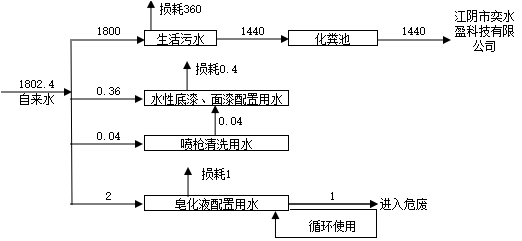 损耗360
1800
生活污水
1440
化粪池
1440
江阴市奕水
盈科技有限
公司
1802.4
自来水
损耗0.4
0.36
水性底漆、面漆配置用水
0.04
0.04
喷枪清洗用水
损耗1
2
皂化液配置用水
1
进入危废
循环使用